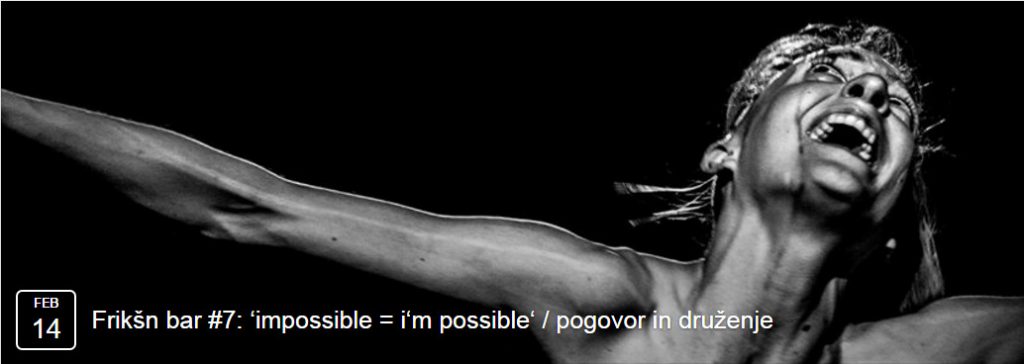 FEB
14
Frikšn bar #7: ‘impossible = i‘m possible‘ / pogovor in druženje